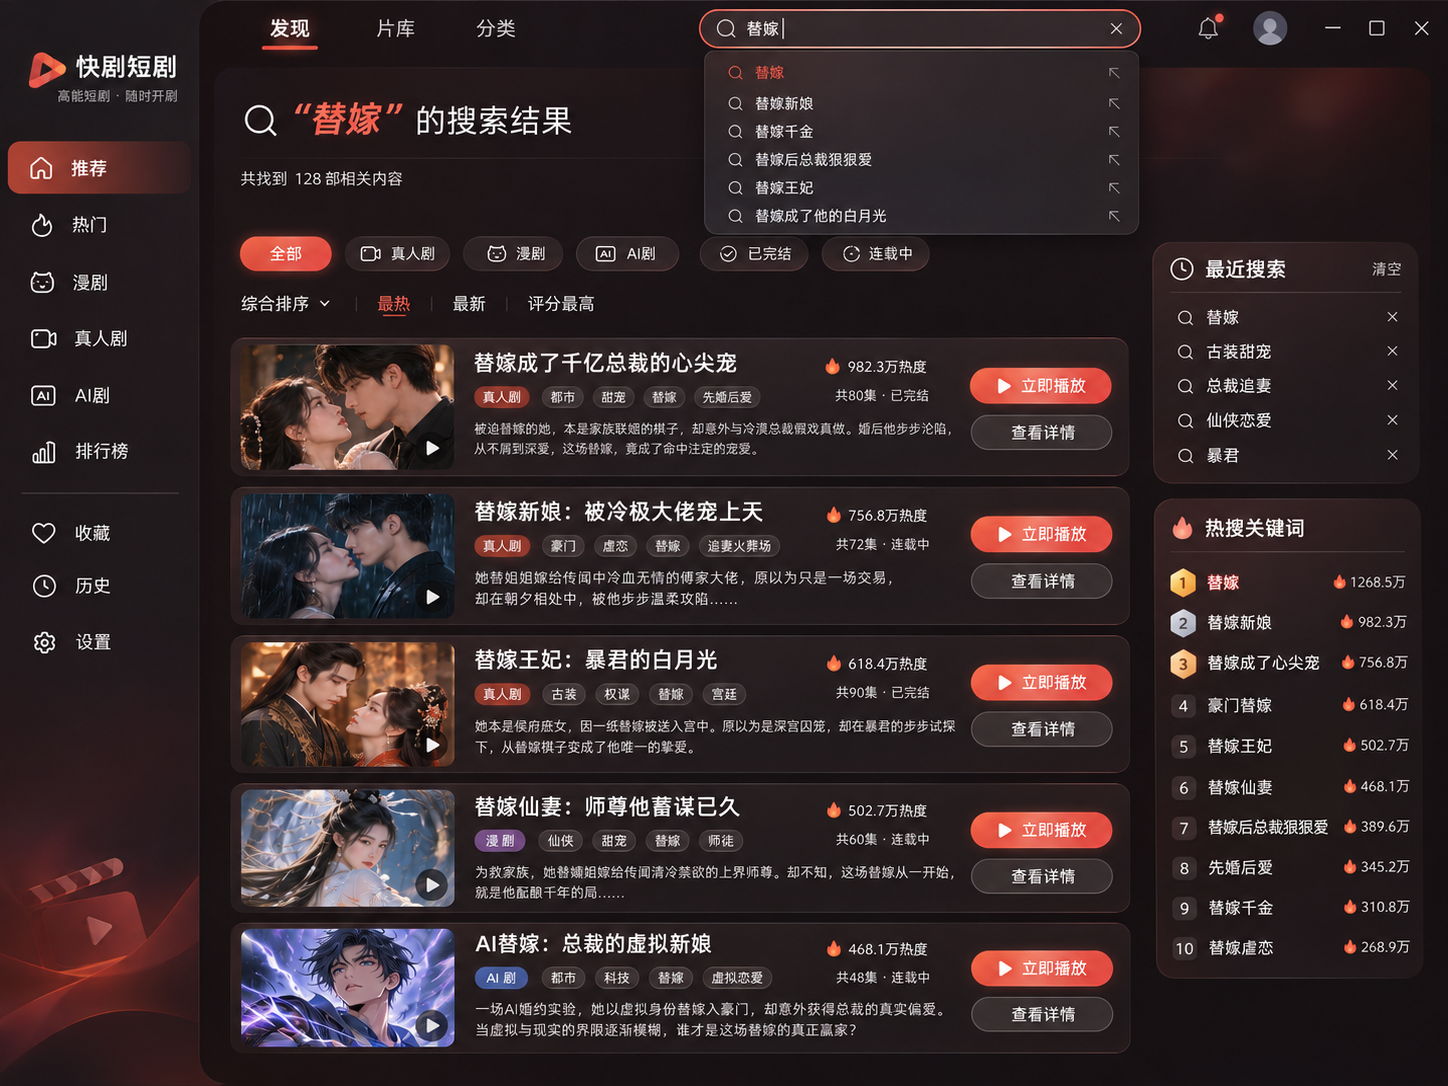 快剧短剧
高能短剧 · 随时开刷
推荐
热门
漫剧
真人剧
AI剧
排行榜
收藏
历史
设置
发现
片库
分类
替嫁
替嫁
替嫁新娘
替嫁千金
替嫁后总裁狠狠爱
替嫁王妃
替嫁成了他的白月光
“替嫁”的搜索结果
共找到 128 部相关内容
全部
真人剧
漫剧
AI剧
已完结
连载中
综合排序
最热
最新
评分最高
替嫁成了千亿总裁的心尖宠
982.3万热度
真人剧 都市 甜宠 替嫁 先婚后爱
共80集 · 已完结
被迫替嫁的她，本是家族联姻的棋子，却意外与冷漠总裁假戏真做。婚后他步步沦陷，
从不屑到深爱，这场替嫁，竟成了命中注定的宠爱。
立即播放
查看详情
替嫁新娘：被冷极大佬宠上天
756.8万热度
真人剧 豪门 虐恋 替嫁 追妻火葬场
共72集 · 连载中
她替姐姐嫁给传闻中冷血无情的傅家大佬，原以为只是一场交易，
却在朝夕相处中，被他步步温柔攻陷……
立即播放
查看详情
替嫁王妃：暴君的白月光
618.4万热度
真人剧 古装 权谋 替嫁 宫廷
共90集 · 已完结
她本是侯府庶女，因一纸替嫁被送入宫中。原以为是深宫囚笼，却在暴君的步步试探
下，从替嫁棋子变成了他唯一的挚爱。
立即播放
查看详情
替嫁仙妻：师尊他蓄谋已久
502.7万热度
漫剧 仙侠 甜宠 替嫁 师徒
共60集 · 连载中
为救家族，她替嫡姐嫁给传闻清冷禁欲的上界师尊。却不知，这场替嫁从一开始，
就是他酝酿千年的局……
立即播放
查看详情
AI替嫁：总裁的虚拟新娘
468.1万热度
AI 剧 都市 科技 替嫁 虚拟恋爱
共48集 · 连载中
一场AI婚约实验，她以虚拟身份替嫁入豪门，却意外获得总裁的真实偏爱。
当虚拟与现实的界限逐渐模糊，谁才是这场替嫁的真正赢家？
立即播放
查看详情
最近搜索
清空
替嫁
古装甜宠
总裁追妻
仙侠恋爱
暴君
热搜关键词
1 替嫁 1268.5万
2 替嫁新娘 982.3万
3 替嫁成了心尖宠 756.8万
4 豪门替嫁 618.4万
5 替嫁王妃 502.7万
6 替嫁仙妻 468.1万
7 替嫁后总裁狠狠爱 389.6万
8 先婚后爱 345.2万
9 替嫁千金 310.8万
10 替嫁虐恋 268.9万